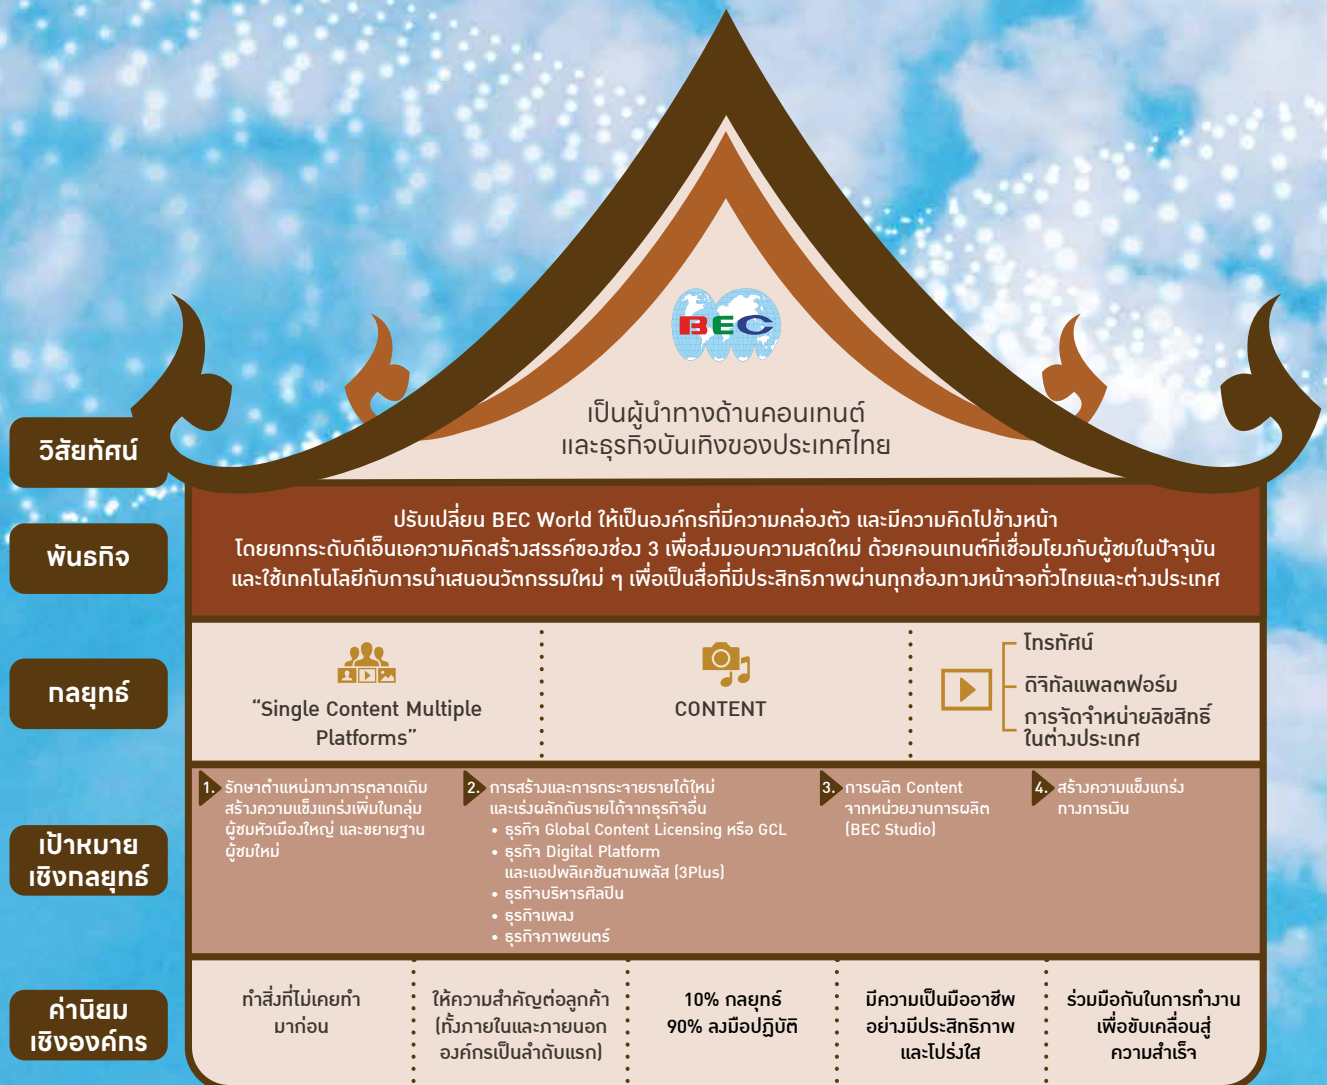 BEC
เป็นผู้นำทางด้านคอนเทนต์
และธุรกิจบันเทิงของประเทศไทย
วิสัยทัศน์
ปรับเปลี่ยน BEC World ให้เป็นองค์กรที่มีความคล่องตัว และมีความคิดไปข้างหน้า
โดยยกกระดับดีเอ็นเอความคิดสร้างสรรค์ของช่อง 3 เพื่อส่งมอบความสดใหม่ ด้วยคอนเทนต์ที่เชื่อมโยงกับผู้ชมในปัจจุบัน
และใช้เทคโนโลยีกับการนำเสนอนวัตกรรมใหม่ ๆ เพื่อเป็นสื่อที่มีประสิทธิภาพผ่านทุกช่องทางหน้าจอทั่วไทยและต่างประเทศ
พันธกิจ
กลยุทธ์
“Single Content Multiple
Platforms”
CONTENT
โทรทัศน์
ดิจิทัลแพลตฟอร์ม
การจัดจำหน่ายลิขสิทธิ์
ในต่างประเทศ
เป้าหมาย
เชิงกลยุทธ์
1. รักษาตำแหน่งทางการตลาดเดิม
สร้างความแข็งแกร่งเพิ่มในกลุ่ม
ผู้ชมหัวเมืองใหญ่ และขยายฐาน
ผู้ชมใหม่
2. การสร้างและการกระจายรายได้ใหม่
และเร่งผลักดันรายได้จากธุรกิจอื่น
• ธุรกิจ Global Content Licensing หรือ GCL
• ธุรกิจ Digital Platform
และแอปพลิเคชันสามพลัส (3Plus)
• ธุรกิจบริหารศิลปิน
• ธุรกิจเพลง
• ธุรกิจภาพยนตร์
3. การผลิต Content
จากหน่วยงานการผลิต
(BEC Studio)
4. สร้างความแข็งแกร่ง
ทางการเงิน
ค่านิยม
เชิงองค์กร
ทำสิ่งที่ไม่เคยทำ
มาก่อน
ให้ความสำคัญต่อลูกค้า
(ทั้งภายในและภายนอก
องค์กรเป็นลำดับแรก)
10% กลยุทธ์
90% ลงมือปฏิบัติ
มีความเป็นมืออาชีพ
อย่างมีประสิทธิภาพ
และโปร่งใส
ร่วมมือกันในการทำงาน
เพื่อขับเคลื่อนสู่
ความสำเร็จ